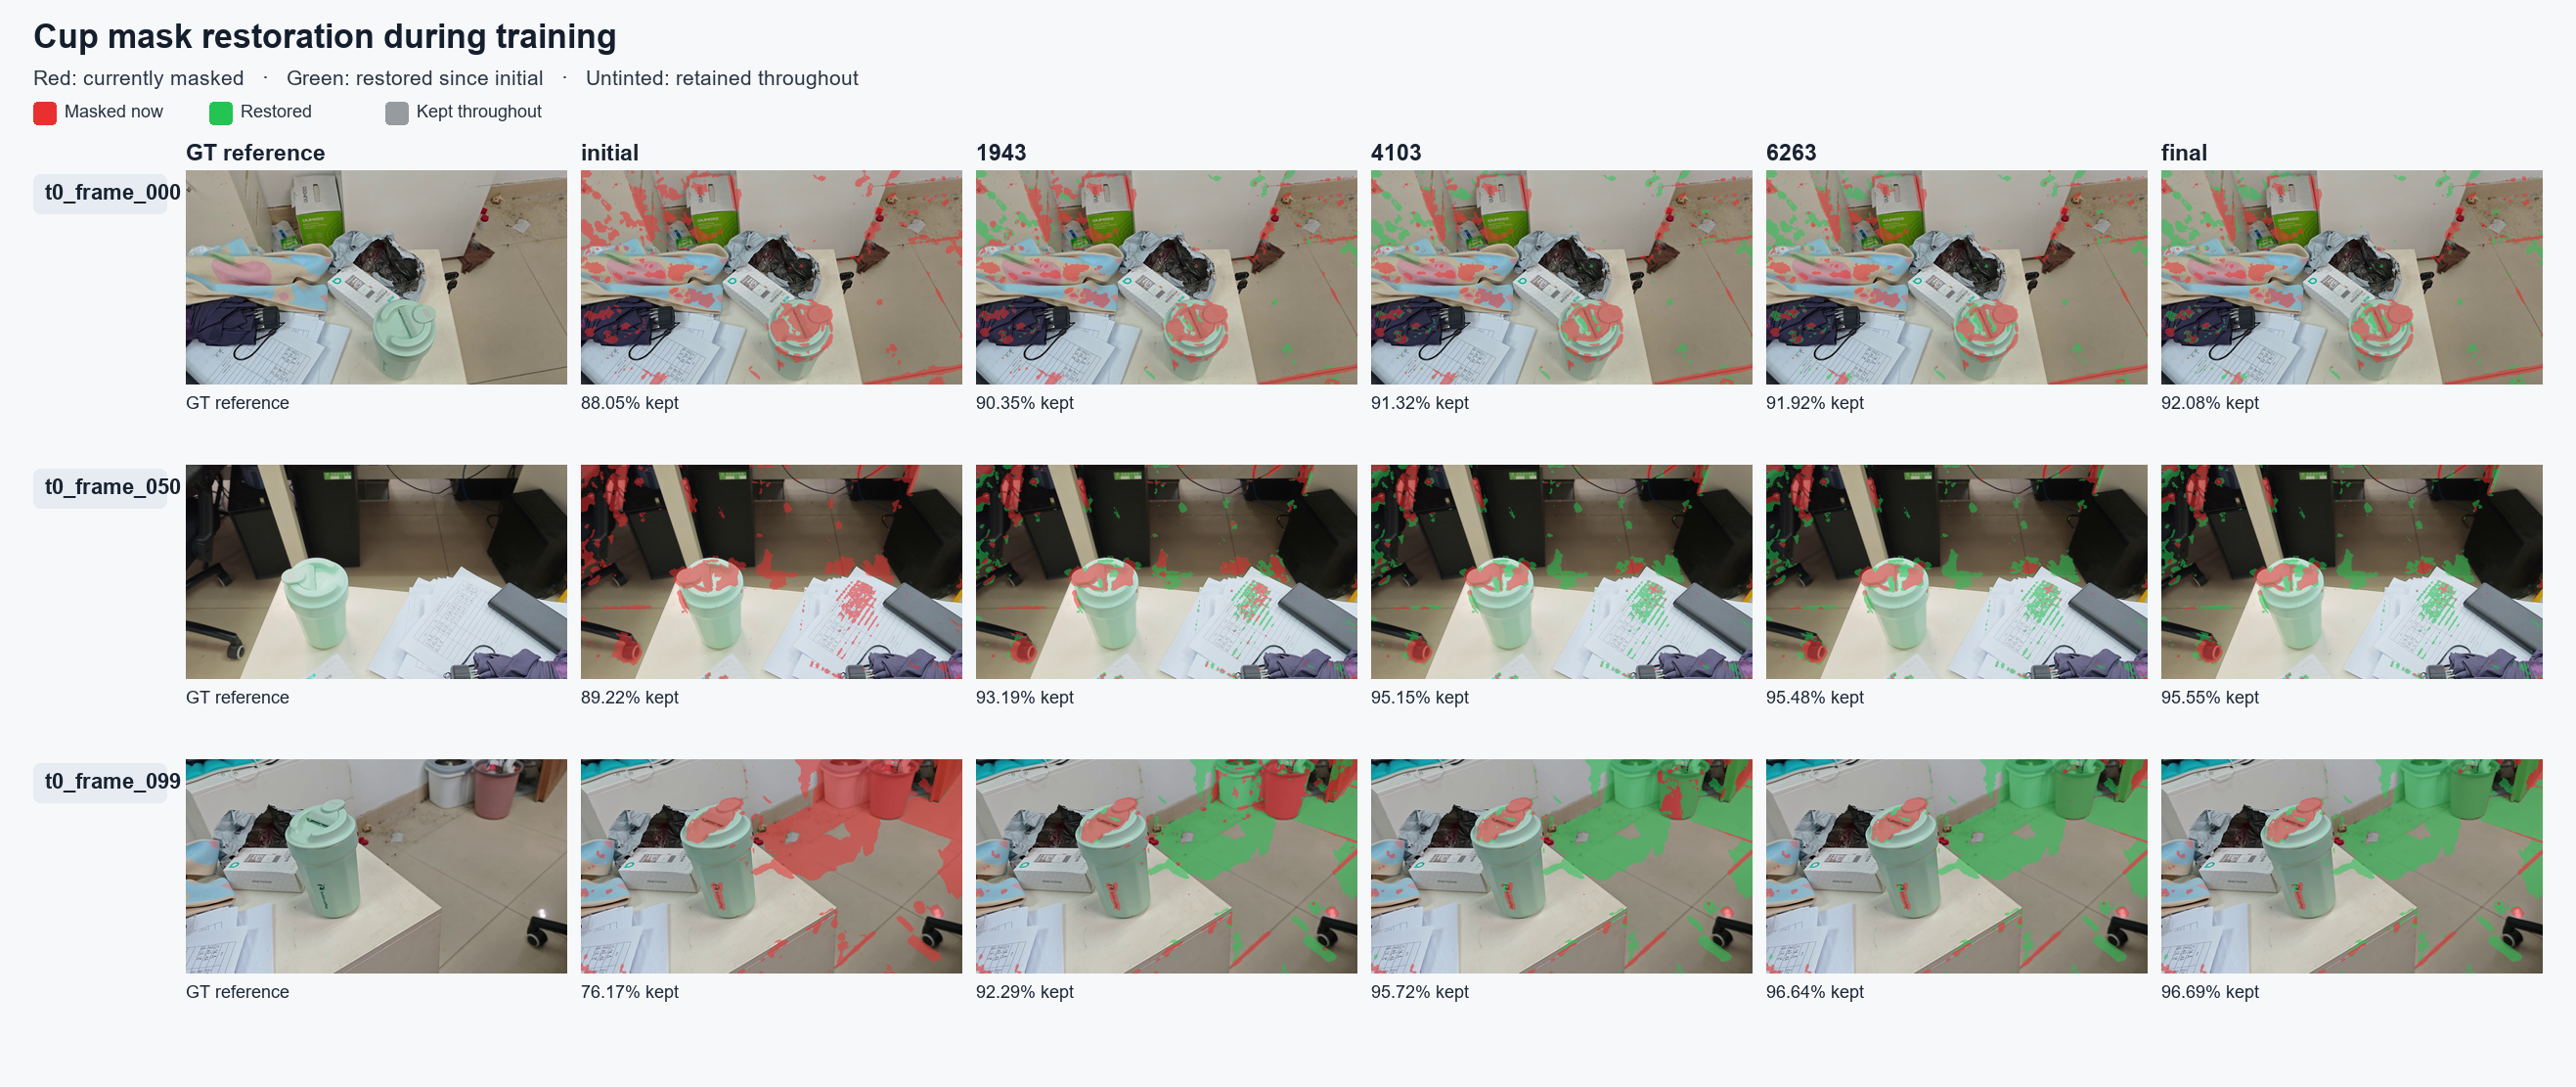 Cup mask restoration during training
Red: currently masked · Green: restored since initial · Untinted: retained throughout
Masked now Restored Kept throughout
GT reference initial 1943 4103 6263 final
t0_frame_000
GT reference 88.05% kept 90.35% kept 91.32% kept 91.92% kept 92.08% kept
t0_frame_050
GT reference 89.22% kept 93.19% kept 95.15% kept 95.48% kept 95.55% kept
t0_frame_099
GT reference 76.17% kept 92.29% kept 95.72% kept 96.64% kept 96.69% kept